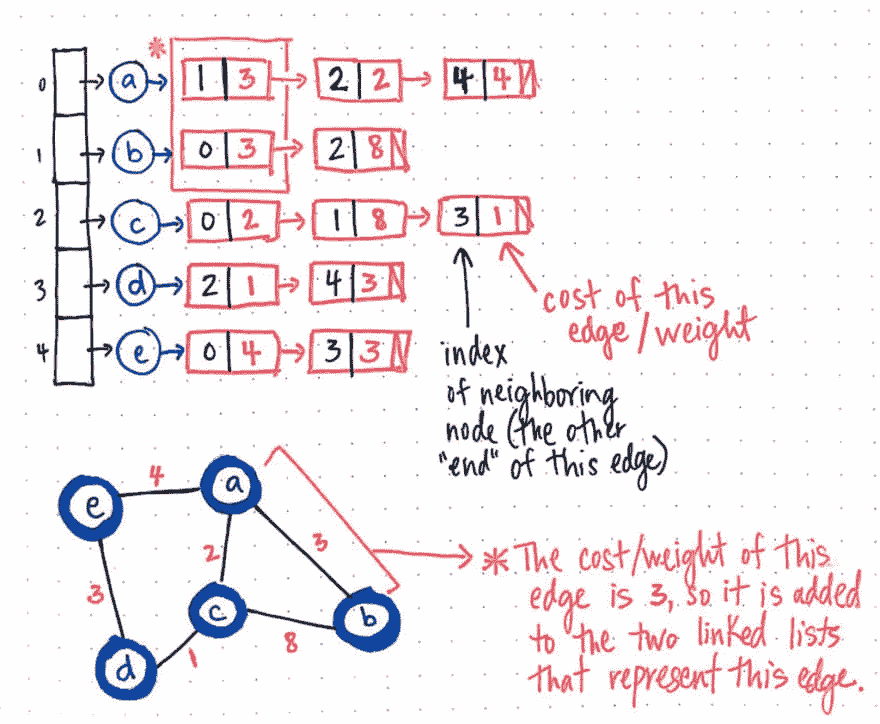 *
0 a 1 3 2 2 4 4
1 b 0 3 2 8
2 c 0 2 1 8 3 1
3 d 2 1 4 3
4 e 0 4 3 3
cost of this
edge/weight
index
of neighboring
node (the other
"end" of this edge)
e 4 a
3 2 3
c b
d 1 8
* The cost/weight of this
edge is 3, so it is added
to the two linked lists
that represent this edge.